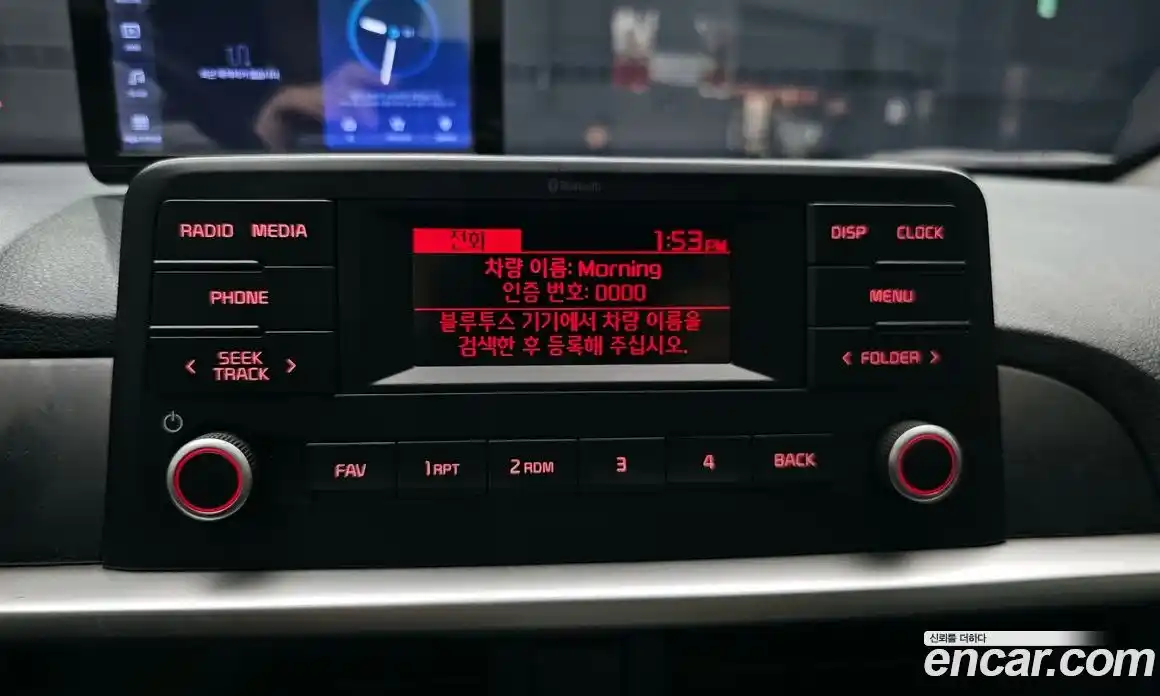 Bluetooth
RADIO MEDIA
PHONE
< SEEK TRACK >
전화 1:53PM
차량 이름: Morning
인증 번호: 0000
블루투스 기기에서 차량 이름을
검색한 후 등록해 주십시오.
DISP CLOCK
MENU
< FOLDER >
FAV 1 RPT 2 RDM 3 4 BACK
신뢰를 더하다
encar.com